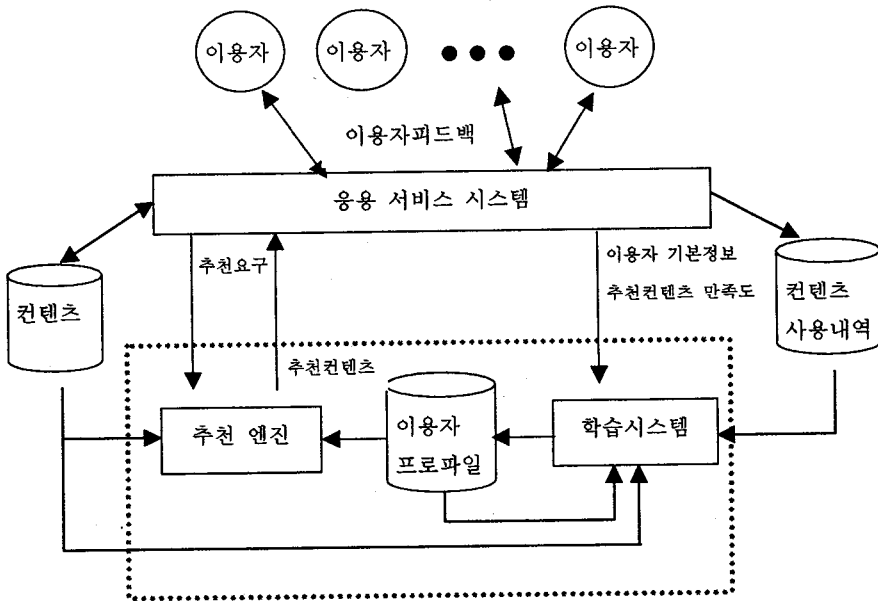 이용자
이용자
이용자
이용자피드백
응용 서비스 시스템
추천요구
이용자 기본정보
추천컨텐츠 만족도
컨텐츠
컨텐츠
사용내역
추천컨텐츠
추천 엔진
이용자
프로파일
학습시스템